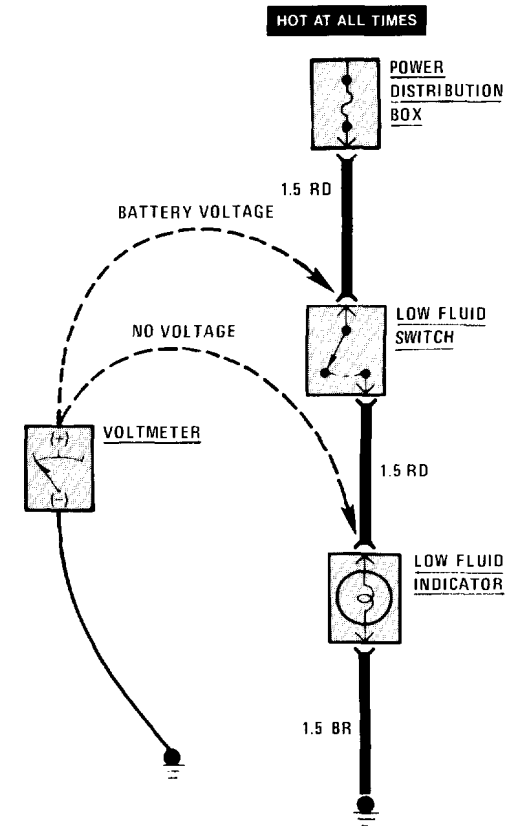 HOT AT ALL TIMES
POWER
DISTRIBUTION
BOX
1.5 RD
BATTERY VOLTAGE
LOW FLUID
SWITCH
NO VOLTAGE
VOLTMETER
(+)
(-)
1.5 RD
LOW FLUID
INDICATOR
1.5 BR